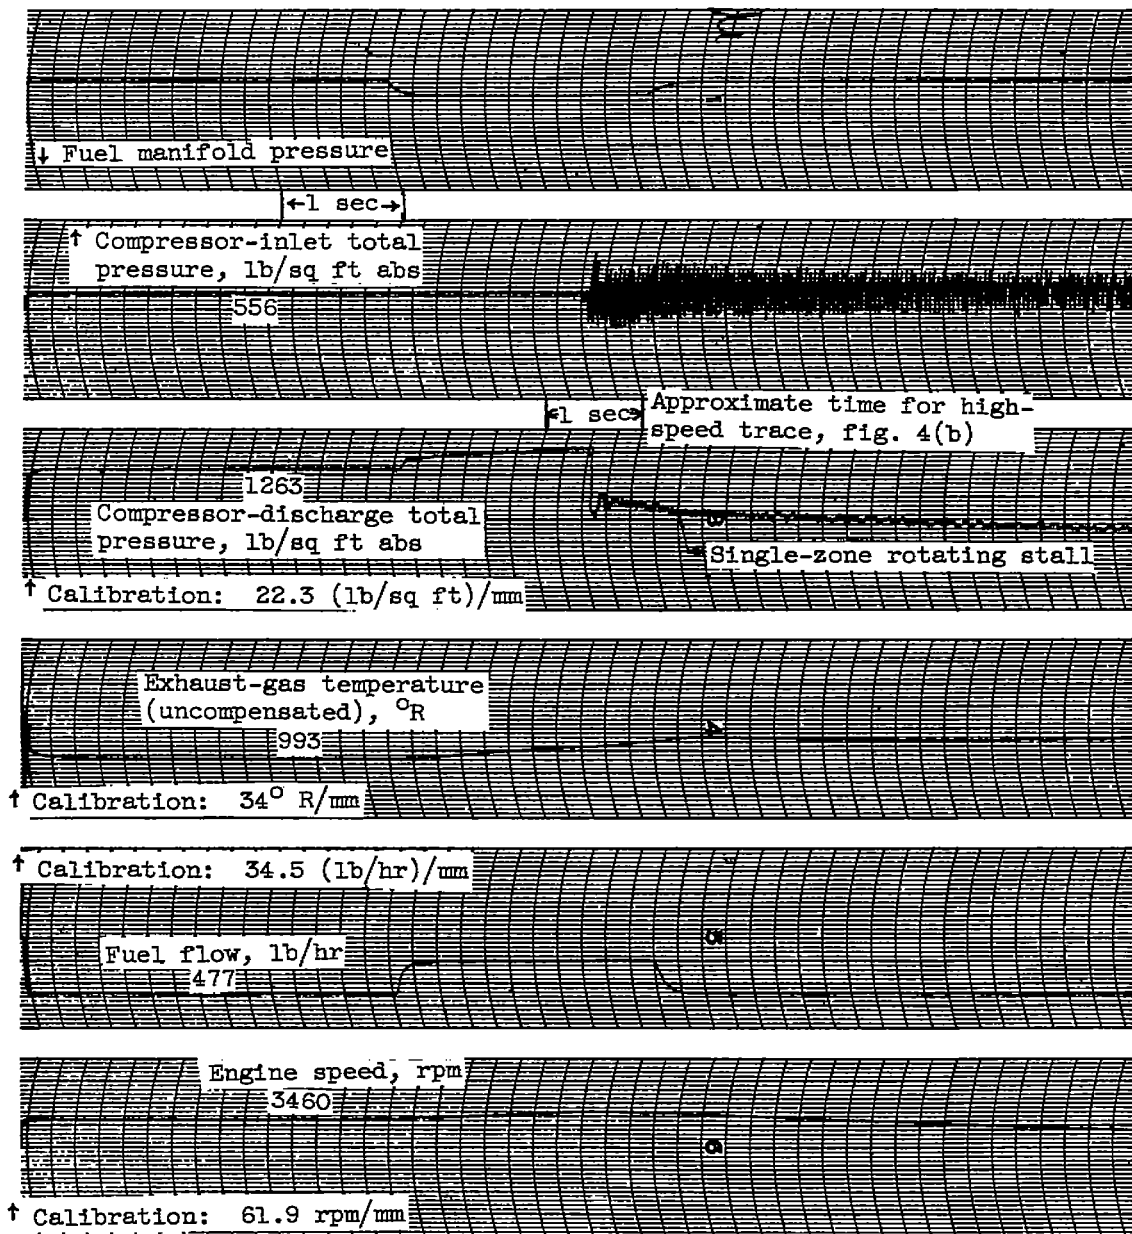 ↓ Fuel manifold pressure
←1 sec→
↑ Compressor-inlet total
pressure, lb/sq ft abs
556
←1 sec→
Approximate time for high-
speed trace, fig. 4(b)
1263
Compressor-discharge total
pressure, lb/sq ft abs
Single-zone rotating stall
↑ Calibration: 22.3 (lb/sq ft)/mm
Exhaust-gas temperature
(uncompensated), °R
993
4
↑ Calibration: 34° R/mm
↑ Calibration: 34.5 (lb/hr)/mm
5
Fuel flow, lb/hr
477
Engine speed, rpm
3460
6
↑ Calibration: 61.9 rpm/mm